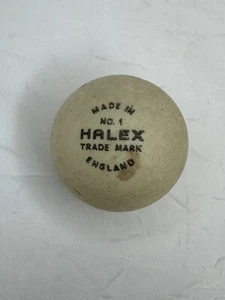 MADE IN
NO. 1
HALEX
TRADE MARK
ENGLAND